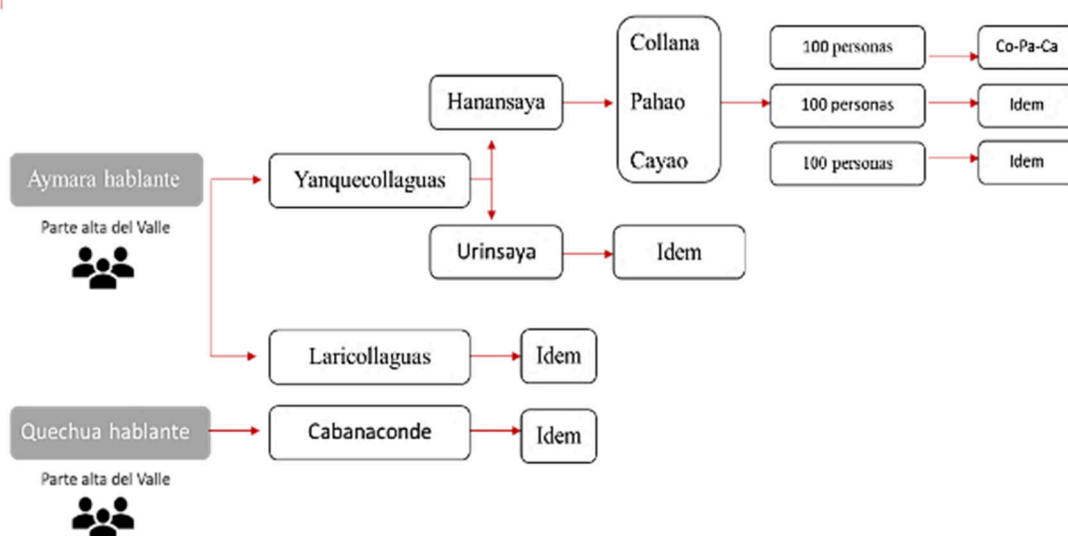 Collana
Pahao
Cayao
100 personas
Co-Pa-Ca
100 personas
Idem
100 personas
Idem
Hanansaya
Aymara hablante
Parte alta del Valle
Yanquecollaguas
Urinsaya
Idem
Laricollaguas
Idem
Quechua hablante
Parte alta del Valle
Cabanaconde
Idem